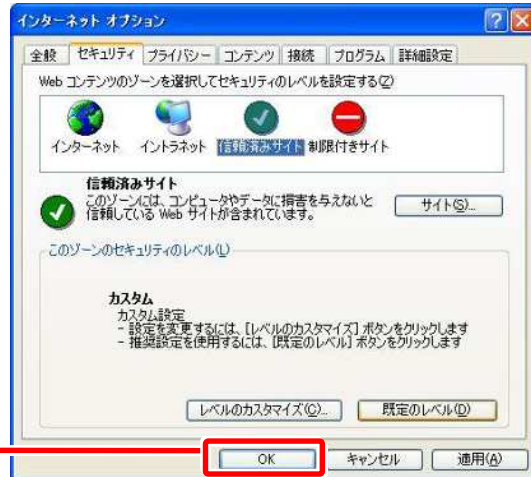 インターネット オプション
全般 セキュリティ プライバシー コンテンツ 接続 プログラム 詳細設定
Web コンテンツのゾーンを選択してセキュリティのレベルを設定する(Z)
インターネット イントラネット 信頼済みサイト 制限付きサイト
信頼済みサイト
このゾーンには、コンピュータやデータに損害を与えないと
信頼している Web サイトが含まれています。
サイト(S)...
このゾーンのセキュリティのレベル(L)
カスタム
カスタム設定
- 設定を変更するには、[レベルのカスタマイズ] ボタンをクリックします
- 推奨設定を使用するには、[既定のレベル] ボタンをクリックします
レベルのカスタマイズ(C)... 既定のレベル(D)
OK キャンセル 適用(A)